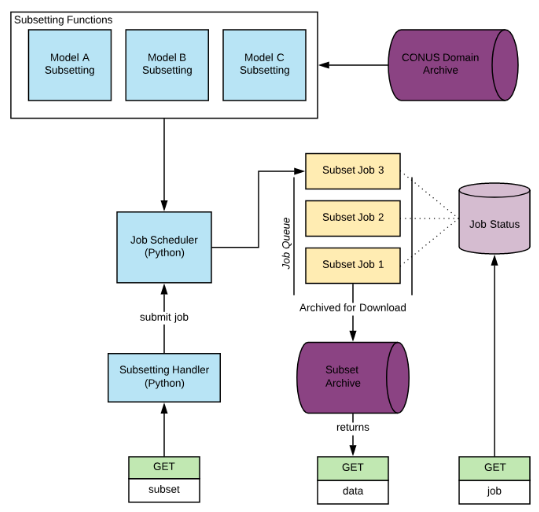 Subsetting Functions
Model A
Subsetting
Model B
Subsetting
Model C
Subsetting
CONUS Domain
Archive
Subset Job 3
Subset Job 2
Subset Job 1
Job Queue
Job Status
Job Scheduler
(Python)
Archived for Download
submit job
Subsetting Handler
(Python)
Subset
Archive
returns
GET
subset
GET
data
GET
job